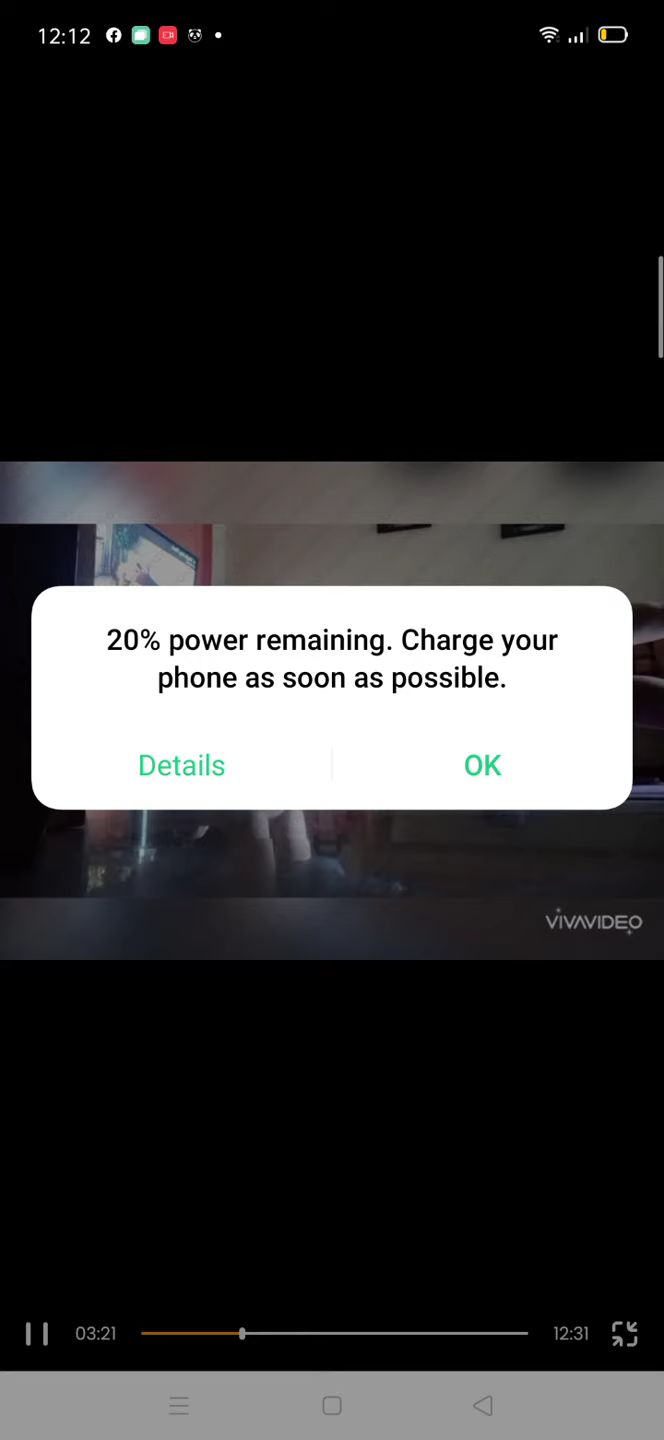 12:12
20% power remaining. Charge your
phone as soon as possible.
Details
OK
VIVAVIDEO
03:21
12:31